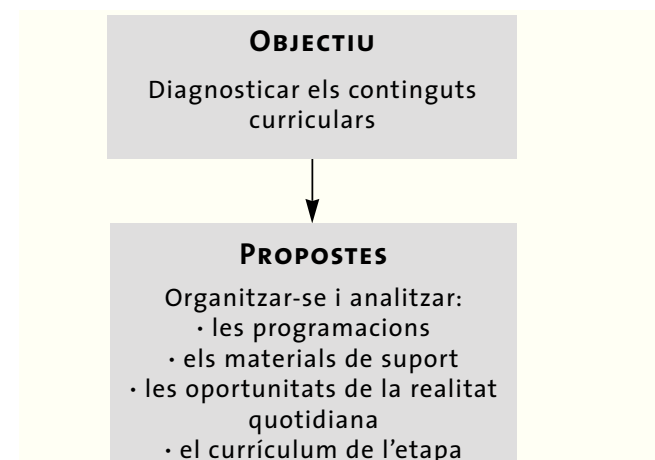 OBJECTIU
Diagnosticar els continguts
curriculars
PROPOSTES
Organitzar-se i analitzar:
· les programacions
· els materials de suport
· les oportunitats de la realitat
quotidiana
· el currículum de l’etapa